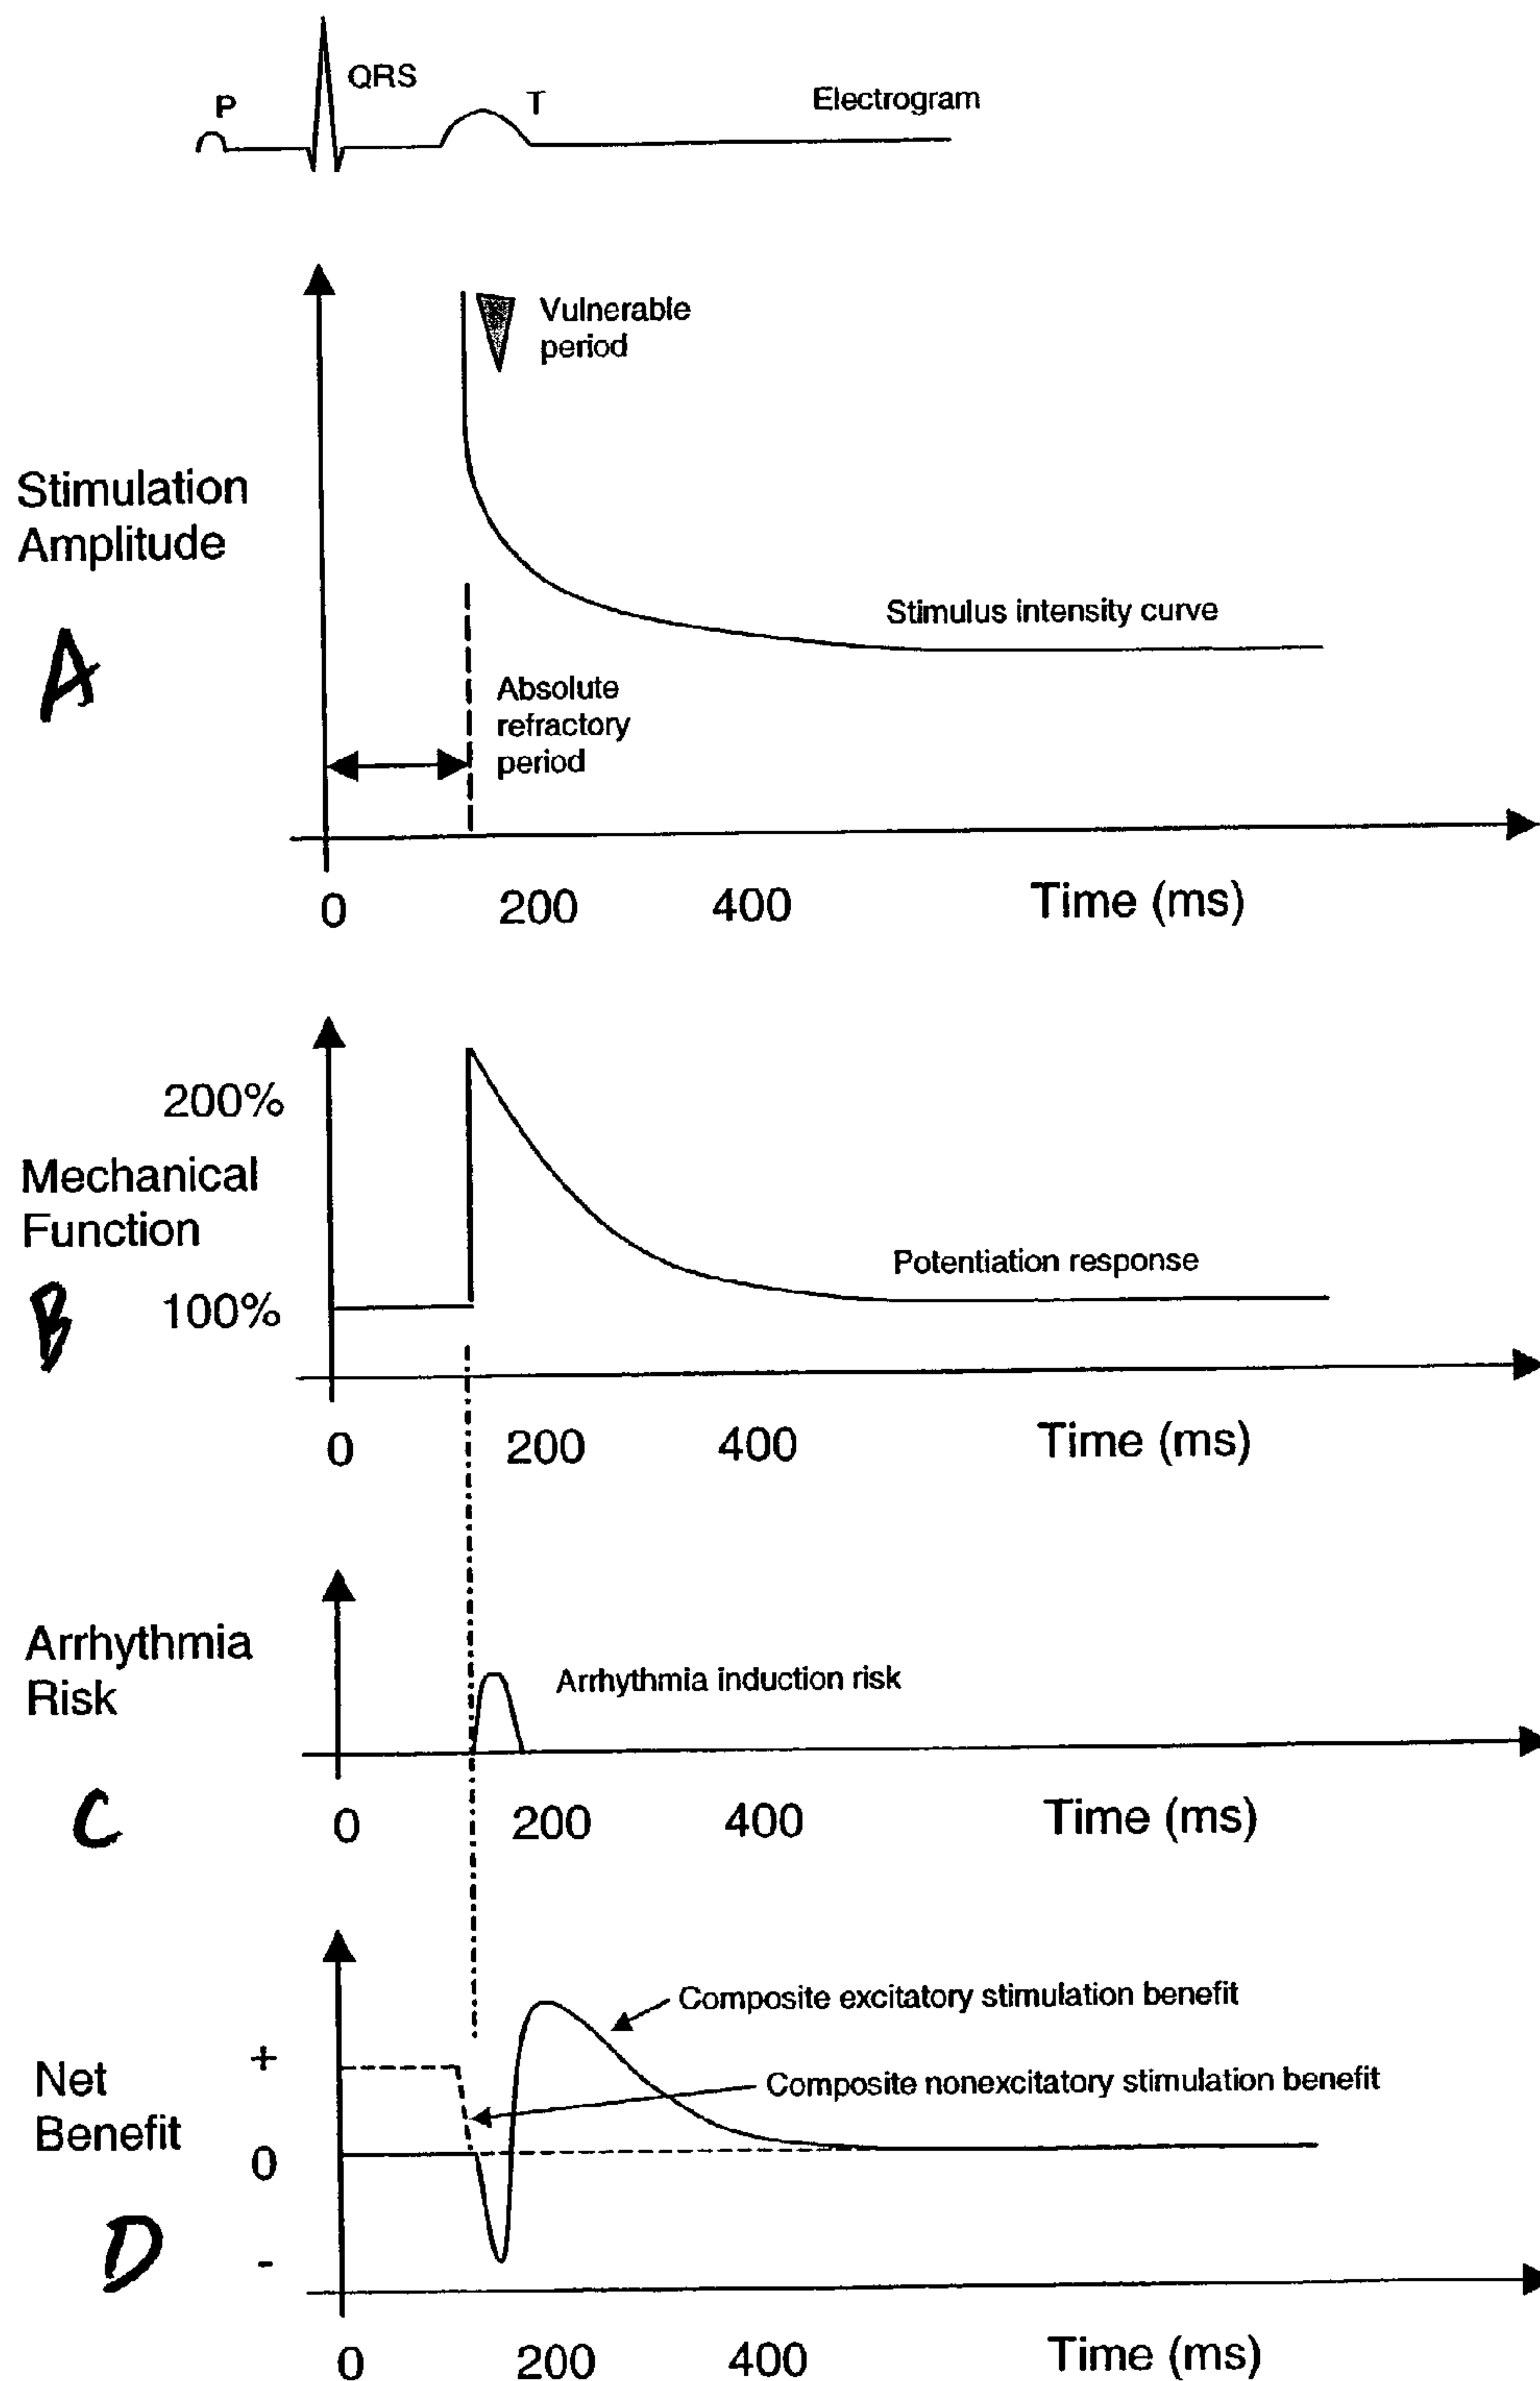 QRS
P
T
Electrogram
Vulnerable
period
Stimulation
Amplitude
Stimulus intensity curve
A
Absolute
refractory
period
0 200 400 Time (ms)
200%
Mechanical
Function
Potentiation response
B
100%
0 200 400 Time (ms)
Arrhythmia
Risk
Arrhythmia induction risk
C
0 200 400 Time (ms)
Composite excitatory stimulation benefit
+
Net
Benefit
Composite nonexcitatory stimulation benefit
0
D
-
0 200 400 Time (ms)